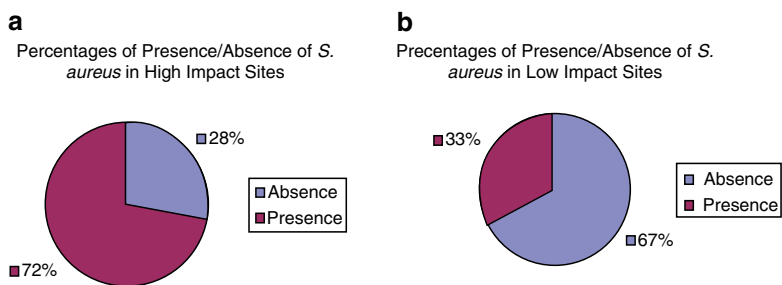 a
Percentages of Presence/Absence of S.
aureus in High Impact Sites
28%
Absence
Presence
72%
b
Precentages of Presence/Absence of S.
aureus in Low Impact Sites
33%
Absence
Presence
67%